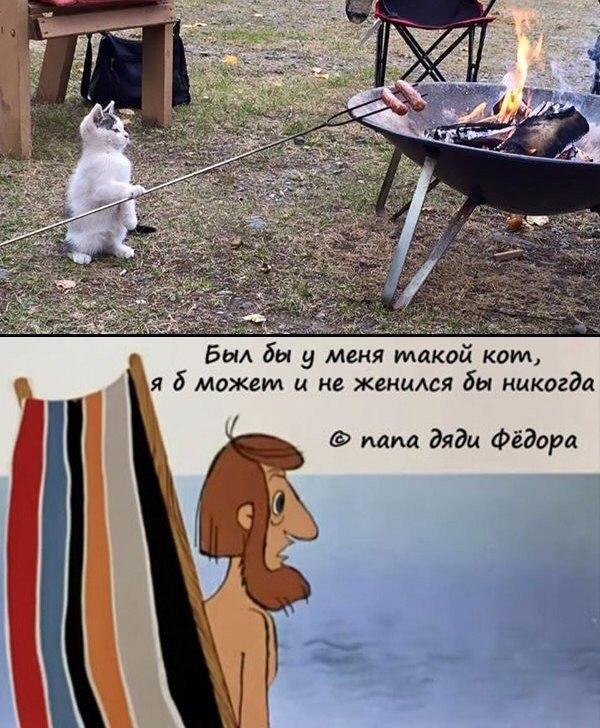 Был бы у меня такой кот,
я б может и не женился бы никогда
© папа дяди Фёдора